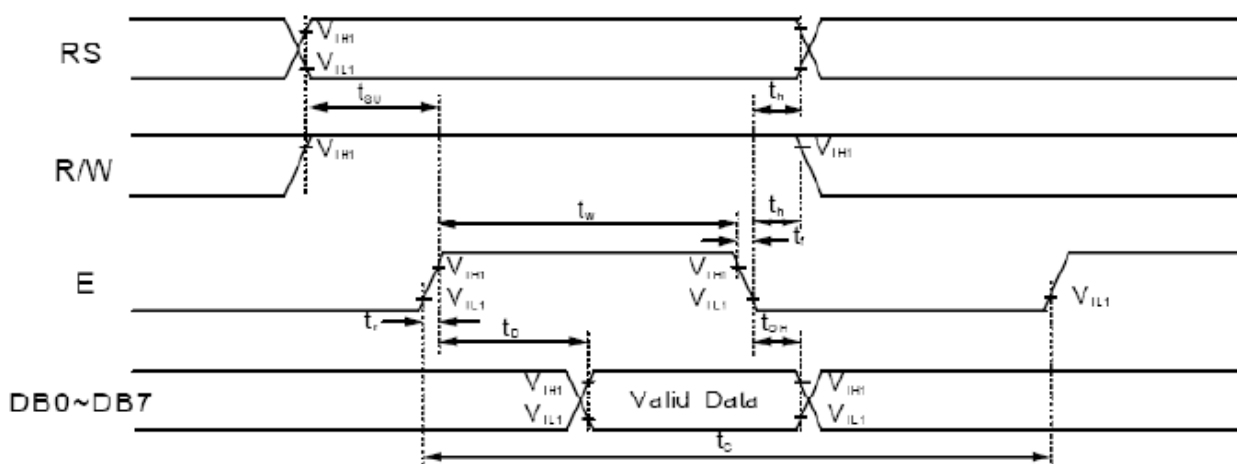 RS
V_IH1
V_IL1
t_SU
t_h
R/W
V_IH1
V_IH1
t_w
t_h
t_f
E
V_IH1
V_IH1
V_IL1
V_IL1
V_IL1
t_r
t_D
t_DH
DB0~DB7
V_IH1
Valid Data
V_IH1
V_IL1
V_IL1
t_C